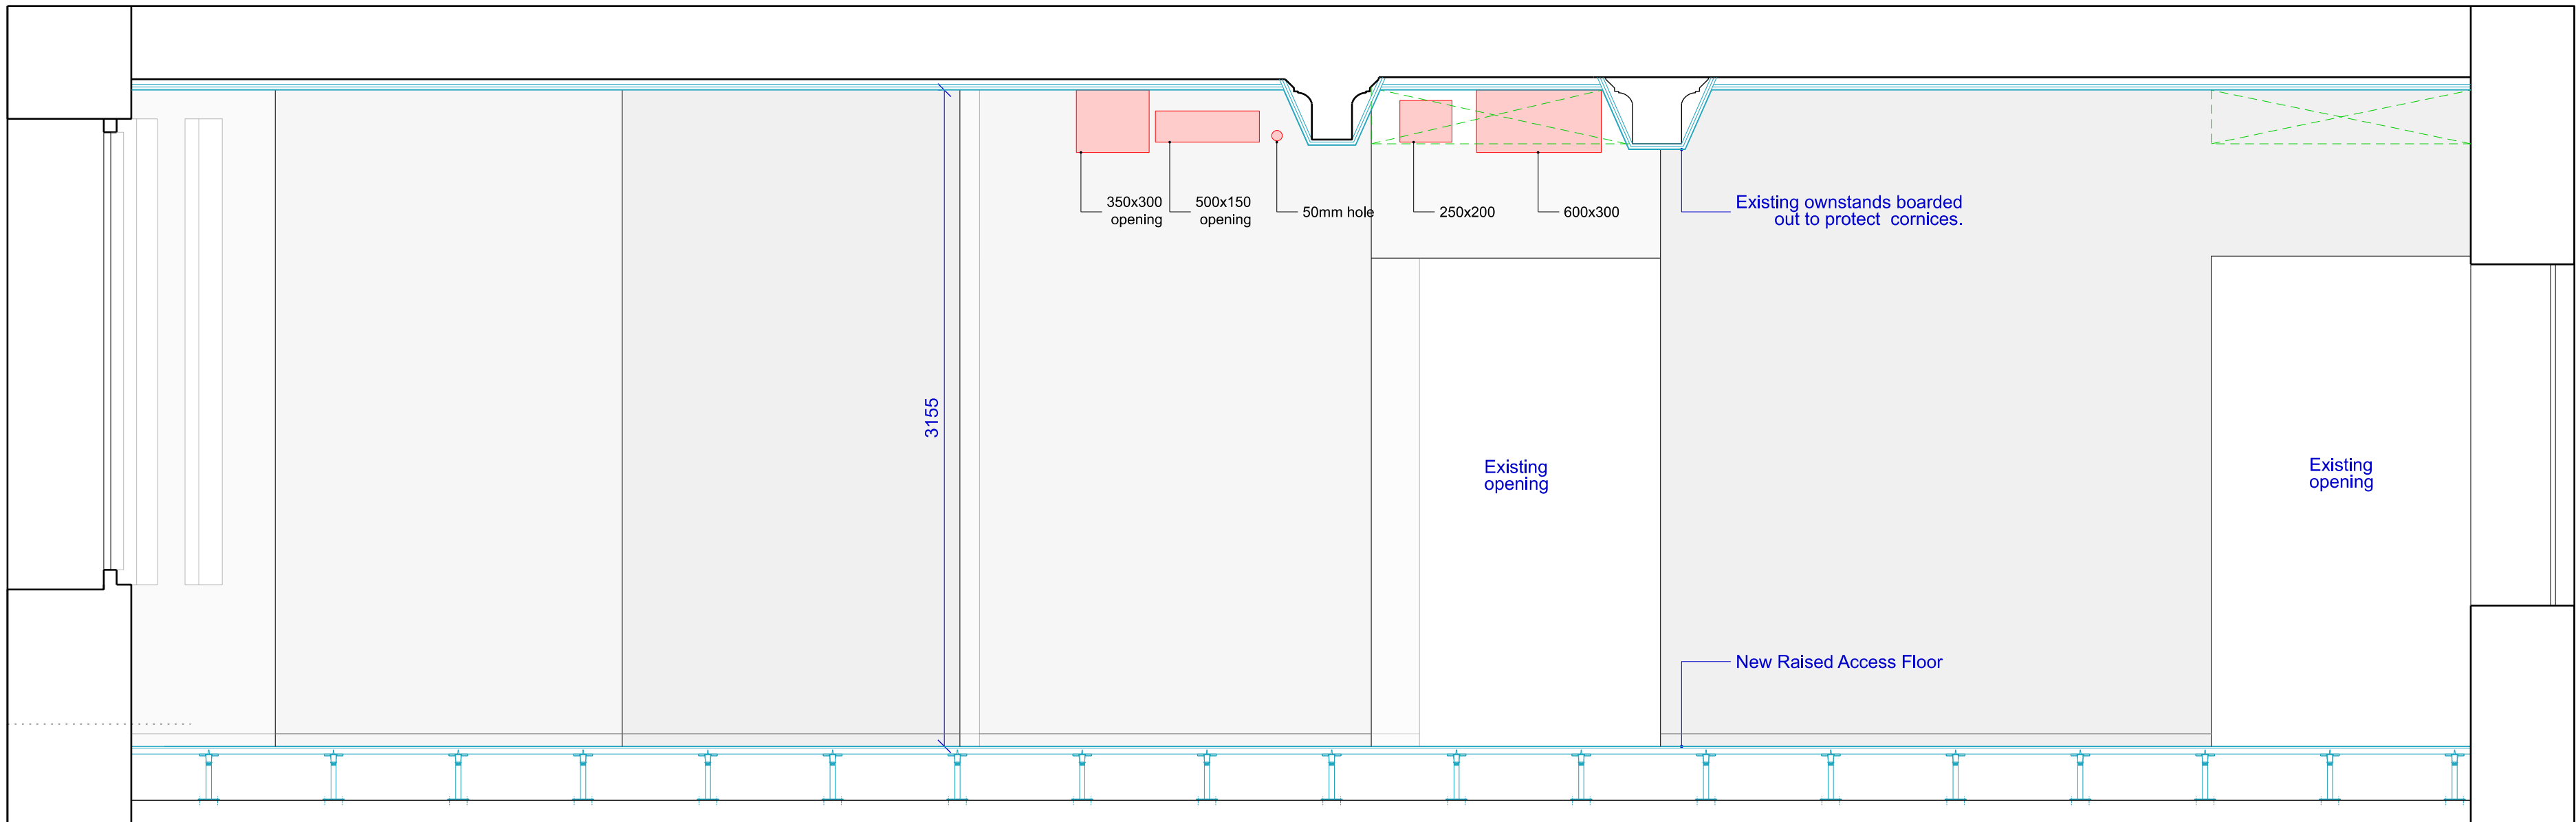 350x300
opening
500x150
opening
50mm hole
250x200
600x300
Existing ownstands boarded
out to protect cornices.
3155
Existing
opening
Existing
opening
New Raised Access Floor